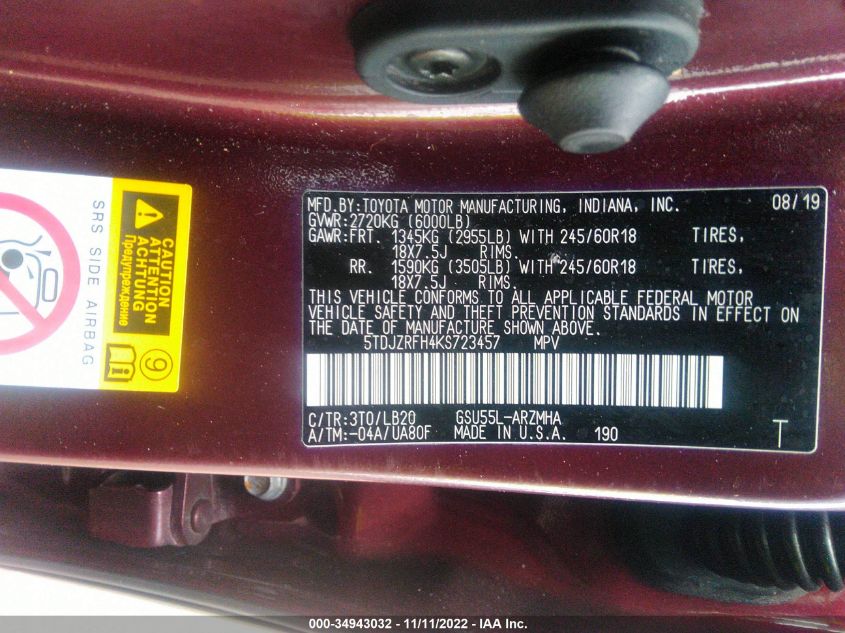 MFD.BY:TOYOTA MOTOR MANUFACTURING, INDIANA, INC. 08/19
GVWR:2720KG (6000LB)
GAWR:FRT. 1345KG (2955LB) WITH 245/60R18 TIRES,
18X7.5J RIMS.
RR. 1590KG (3505LB) WITH 245/60R18 TIRES,
18X7.5J RIMS.
THIS VEHICLE CONFORMS TO ALL APPLICABLE FEDERAL MOTOR
VEHICLE SAFETY AND THEFT PREVENTION STANDARDS IN EFFECT ON
THE DATE OF MANUFACTURE SHOWN ABOVE.
5TDJZRFH4KS723457 MPV
C/TR:3T0/LB20 GSU55L-ARZMHA
A/TM:-04A/UA80F MADE IN U.S.A. 190 T
SRS SIDE AIRBAG
CAUTION
ATTENTION
ACHTUNG
Предупреждение
9
000-34943032 - 11/11/2022 - IAA Inc.